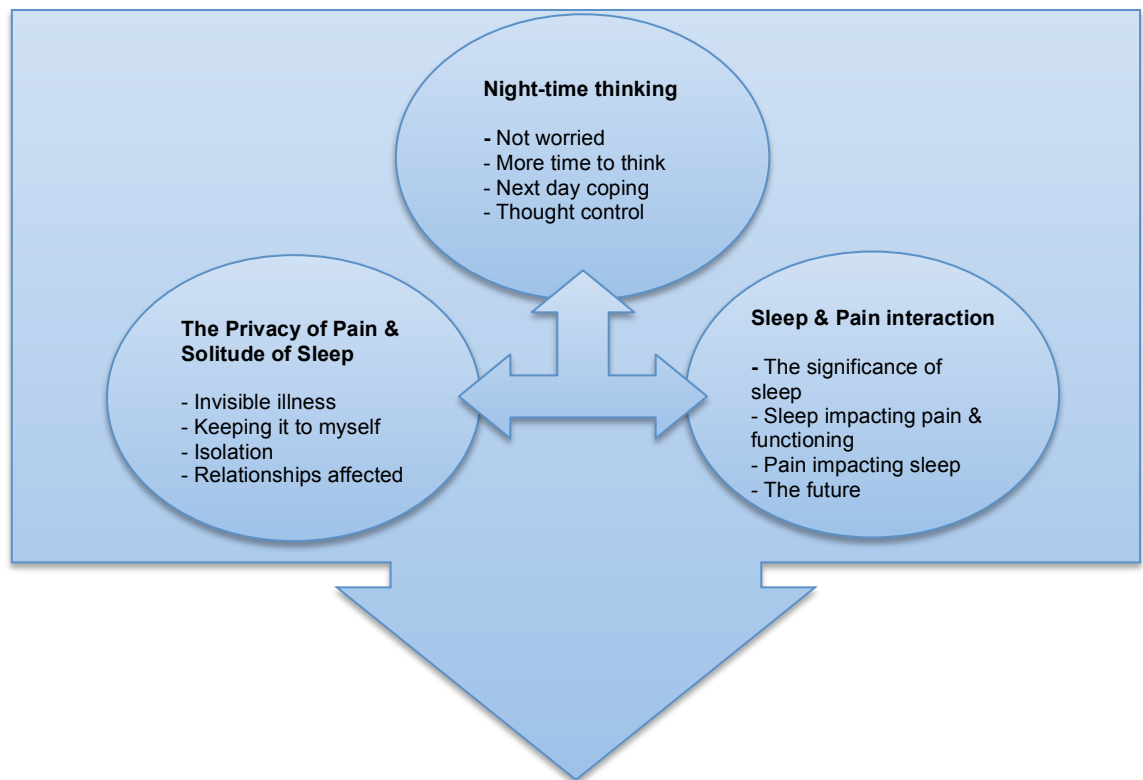 Night-time thinking
- Not worried
- More time to think
- Next day coping
- Thought control
The Privacy of Pain &
Solitude of Sleep
- Invisible illness
- Keeping it to myself
- Isolation
- Relationships affected
Sleep & Pain interaction
- The significance of
sleep
- Sleep impacting pain &
functioning
- Pain impacting sleep
- The future